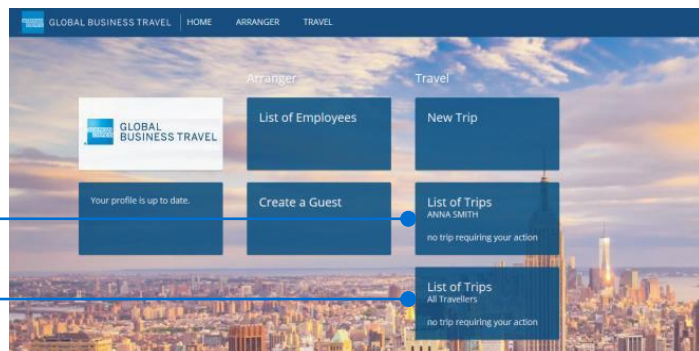 GLOBAL BUSINESS TRAVEL HOME ARRANGER TRAVEL
Arranger
Travel
GLOBAL
BUSINESS TRAVEL
List of Employees
New Trip
Your profile is up to date.
Create a Guest
List of Trips
ANNA SMITH
no trip requiring your action
List of Trips
All Travellers
no trip requiring your action